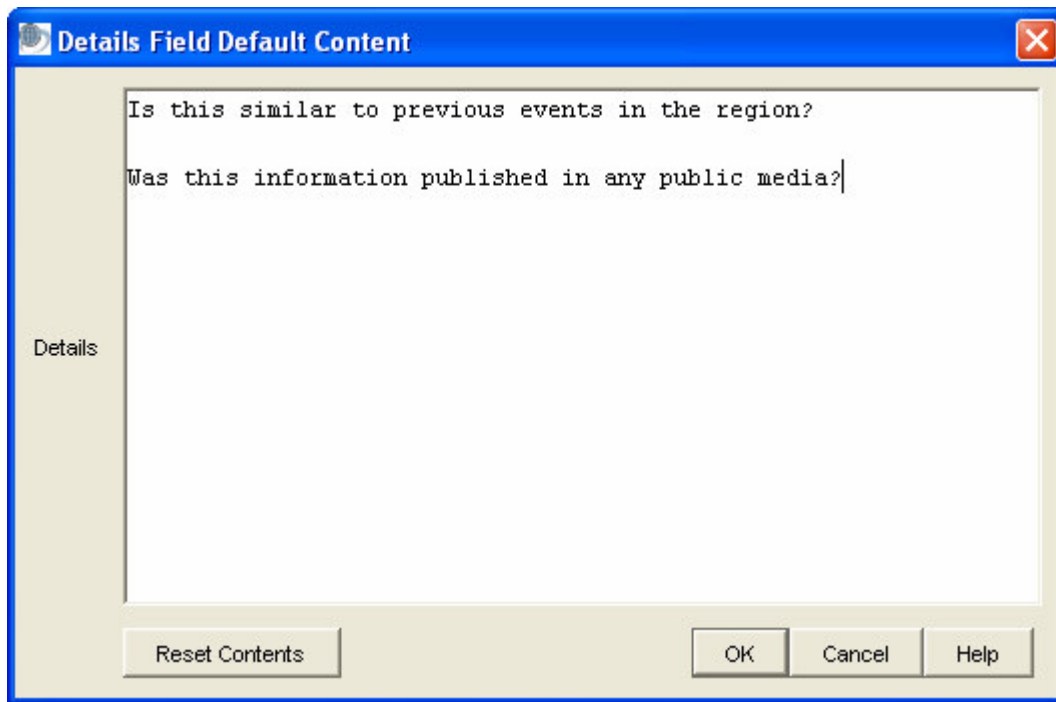 Details Field Default Content
Is this similar to previous events in the region?
Was this information published in any public media?
Details
Reset Contents
OK
Cancel
Help